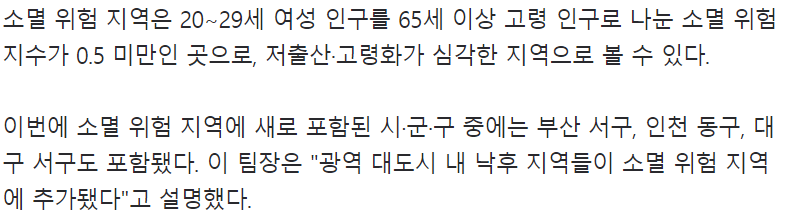 소멸 위험 지역은 20~29세 여성 인구를 65세 이상 고령 인구로 나눈 소멸 위험
지수가 0.5 미만인 곳으로, 저출산·고령화가 심각한 지역으로 볼 수 있다.
이번에 소멸 위험 지역에 새로 포함된 시·군·구 중에는 부산 서구, 인천 동구, 대
구 서구도 포함됐다. 이 팀장은 "광역 대도시 내 낙후 지역들이 소멸 위험 지역
에 추가됐다"고 설명했다.